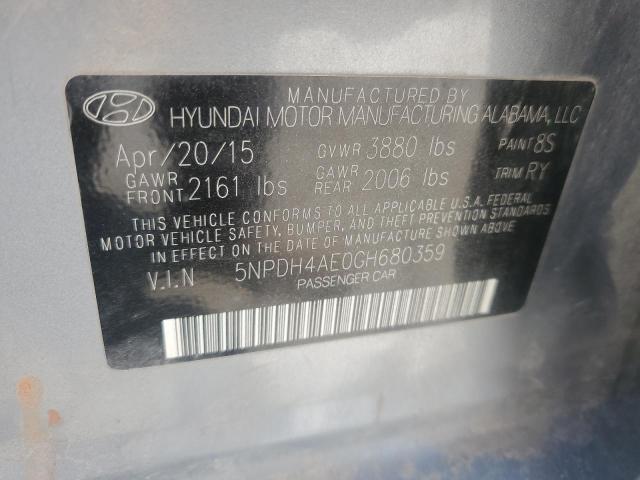 MANUFACTURED BY
HYUNDAI MOTOR MANUFACTURING ALABAMA, LLC
Apr/20/15 GVWR 3880 lbs PAINT 8S
GAWR FRONT 2161 lbs GAWR REAR 2006 lbs TRIM RY
THIS VEHICLE CONFORMS TO ALL APPLICABLE U.S.A. FEDERAL
MOTOR VEHICLE SAFETY, BUMPER, AND THEFT PREVENTION STANDARDS
IN EFFECT ON THE DATE OF MANUFACTURE SHOWN ABOVE.
V.I.N 5NPDH4AE0GH680359
PASSENGER CAR